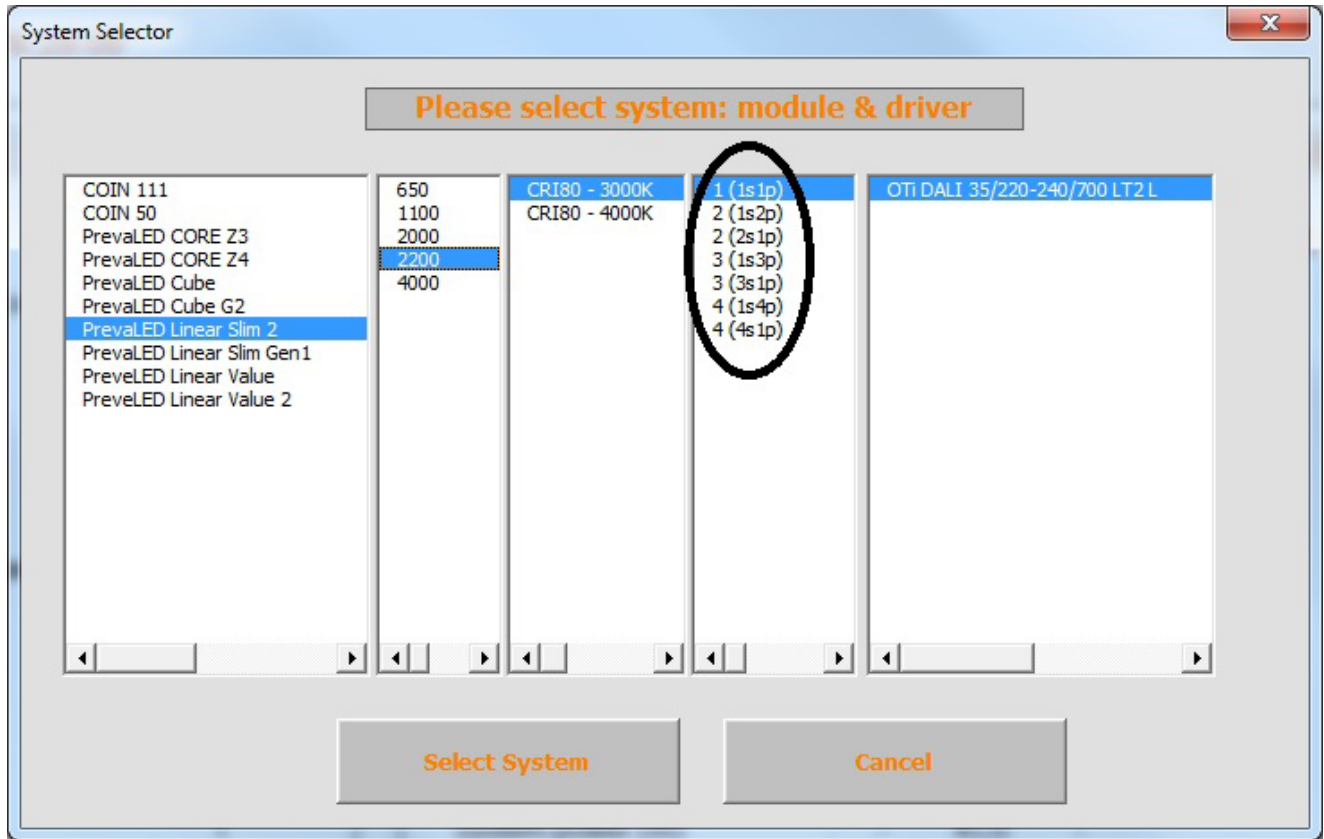 System Selector
Please select system: module & driver
COIN 111
COIN 50
PrevaLED CORE Z3
PrevaLED CORE Z4
PrevaLED Cube
PrevaLED Cube G2
PrevaLED Linear Slim 2
PrevaLED Linear Slim Gen1
PreveLED Linear Value
PreveLED Linear Value 2
650
1100
2000
2200
4000
CRI80 - 3000K
CRI80 - 4000K
1 (1s1p)
2 (1s2p)
2 (2s1p)
3 (1s3p)
3 (3s1p)
4 (1s4p)
4 (4s1p)
OTi DALI 35/220-240/700 LT2 L
Select System
Cancel